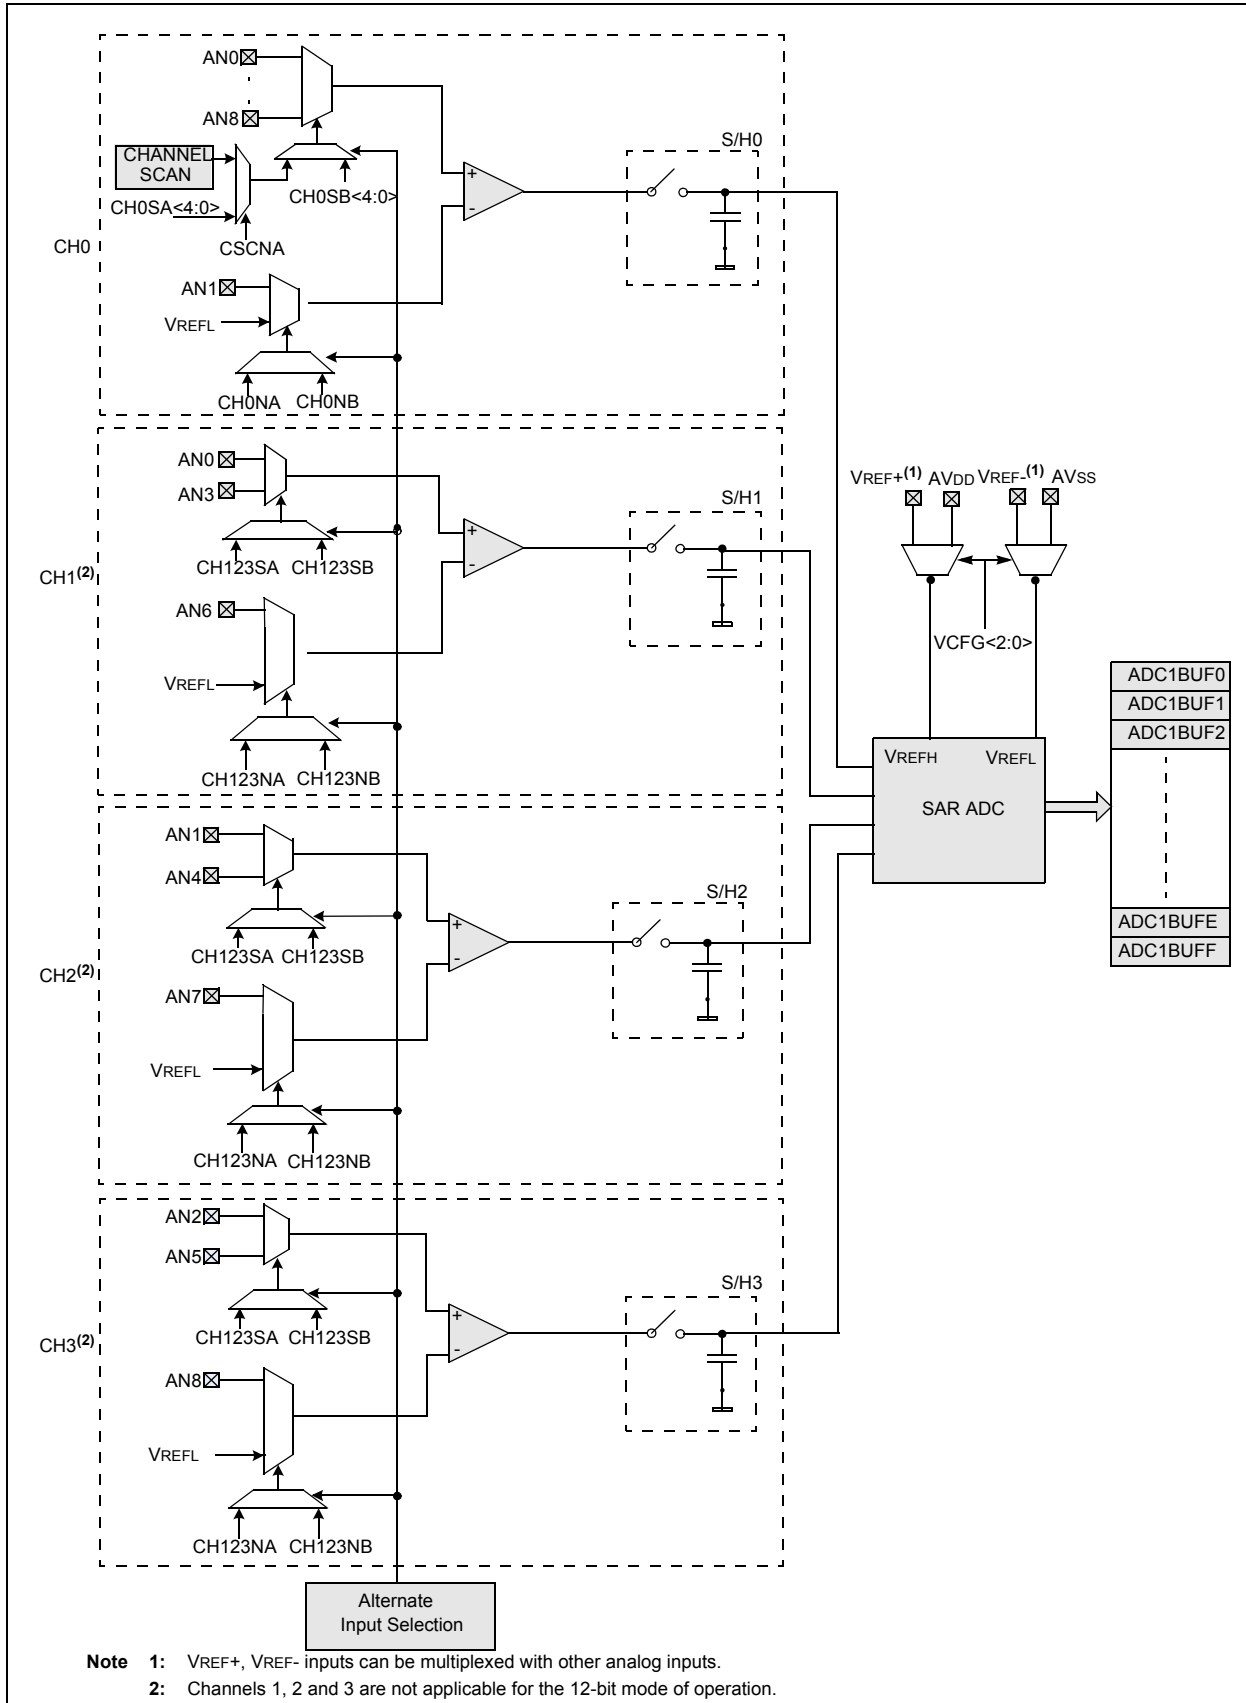 AN0
AN8
CHANNEL
SCAN
CH0SA<4:0>
CH0SB<4:0>
CSCNA
+
-
S/H0
CH0
AN1
VREFL
CH0NA CH0NB
AN0
AN3
CH123SA CH123SB
+
-
S/H1
CH1(2)
AN6
VREFL
CH123NA CH123NB
VREF+(1) AVDD VREF-(1) AVSS
VCFG<2:0>
VREFH VREFL
SAR ADC
ADC1BUF0
ADC1BUF1
ADC1BUF2
ADC1BUFE
ADC1BUFF
AN1
AN4
CH123SA CH123SB
+
-
S/H2
CH2(2)
AN7
VREFL
CH123NA CH123NB
AN2
AN5
CH123SA CH123SB
+
-
S/H3
CH3(2)
AN8
VREFL
CH123NA CH123NB
Alternate
Input Selection
Note 1: VREF+, VREF- inputs can be multiplexed with other analog inputs.
2: Channels 1, 2 and 3 are not applicable for the 12-bit mode of operation.